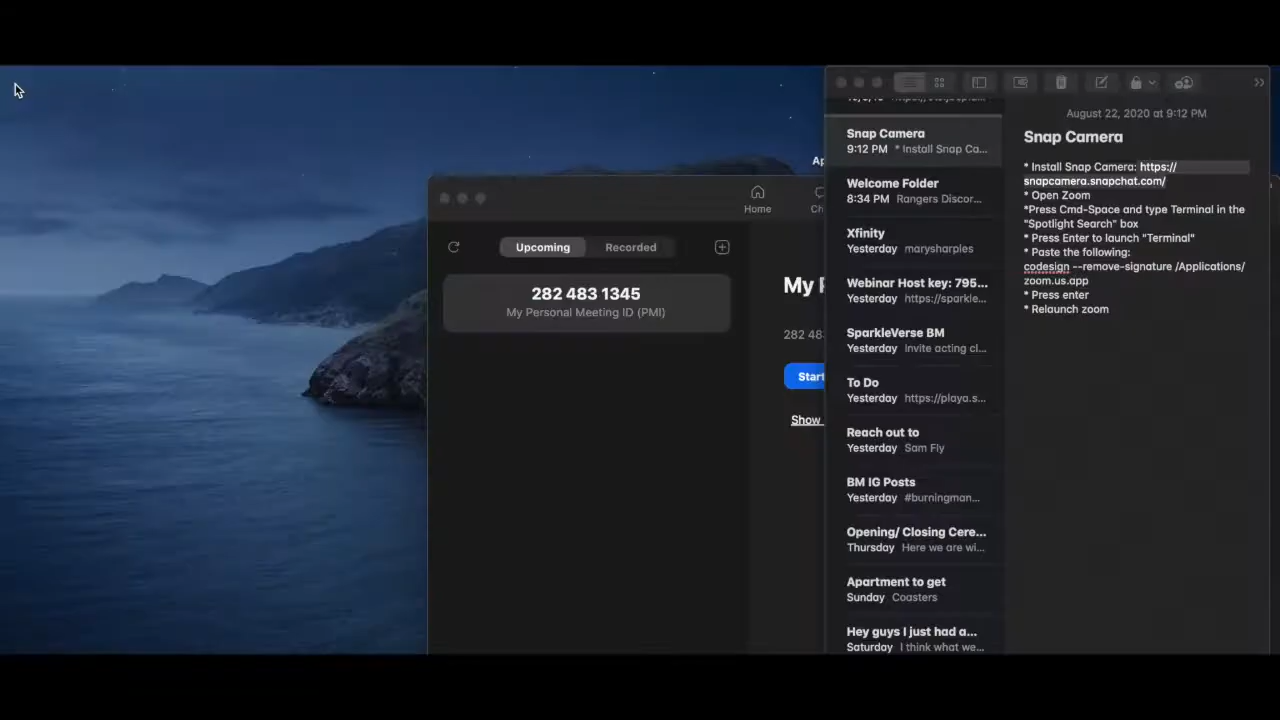 Home
Ch
Upcoming
Recorded
282 483 1345
My Personal Meeting ID (PMI)
My
282 48
Start
Show
Snap Camera
9:12 PM * Install Snap Ca...
Welcome Folder
8:34 PM Rangers Discor...
Xfinity
Yesterday marysharples
Webinar Host key: 795...
Yesterday https://sparkle...
SparkleVerse BM
Yesterday Invite acting cl...
To Do
Yesterday https://playa.s...
Reach out to
Yesterday Sam Fly
BM IG Posts
Yesterday #burningman...
Opening/ Closing Cere...
Thursday Here we are wi...
Apartment to get
Sunday Coasters
Hey guys I just had a...
Saturday I think what we...
August 22, 2020 at 9:12 PM
Snap Camera
* Install Snap Camera: https://
snapcamera.snapchat.com/
* Open Zoom
*Press Cmd-Space and type Terminal in the
"Spotlight Search" box
* Press Enter to launch "Terminal"
* Paste the following:
codesign --remove-signature /Applications/
zoom.us.app
* Press enter
* Relaunch zoom